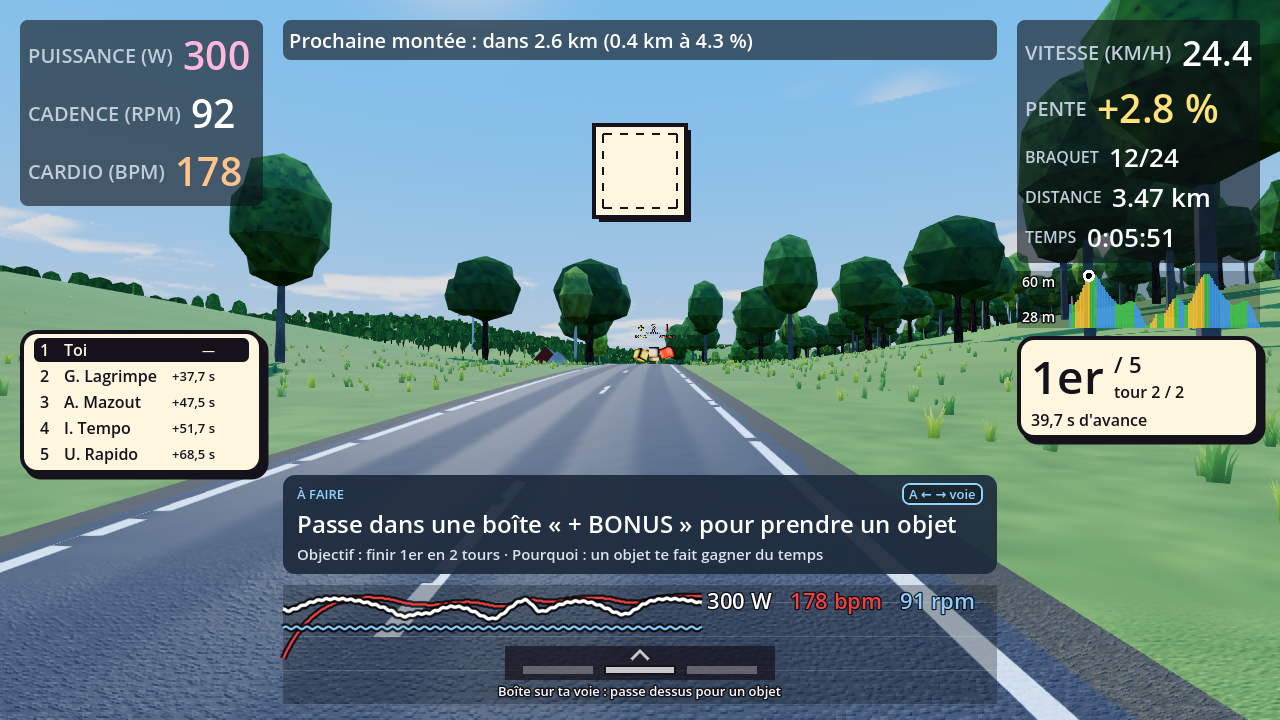 PUISSANCE (W) 300
CADENCE (RPM) 92
CARDIO (BPM) 178
Prochaine montée : dans 2.6 km (0.4 km à 4.3 %)
VITESSE (KM/H) 24.4
PENTE +2.8 %
BRAQUET 12/24
DISTANCE 3.47 km
TEMPS 0:05:51
60 m
28 m
1 Toi —
2 G. Lagrimpe +37,7 s
3 A. Mazout +47,5 s
4 I. Tempo +51,7 s
5 U. Rapido +68,5 s
1er / 5
tour 2 / 2
39,7 s d'avance
À FAIRE
A ← → voie
Passe dans une boîte « + BONUS » pour prendre un objet
Objectif : finir 1er en 2 tours · Pourquoi : un objet te fait gagner du temps
300 W 178 bpm 91 rpm
Boîte sur ta voie : passe dessus pour un objet